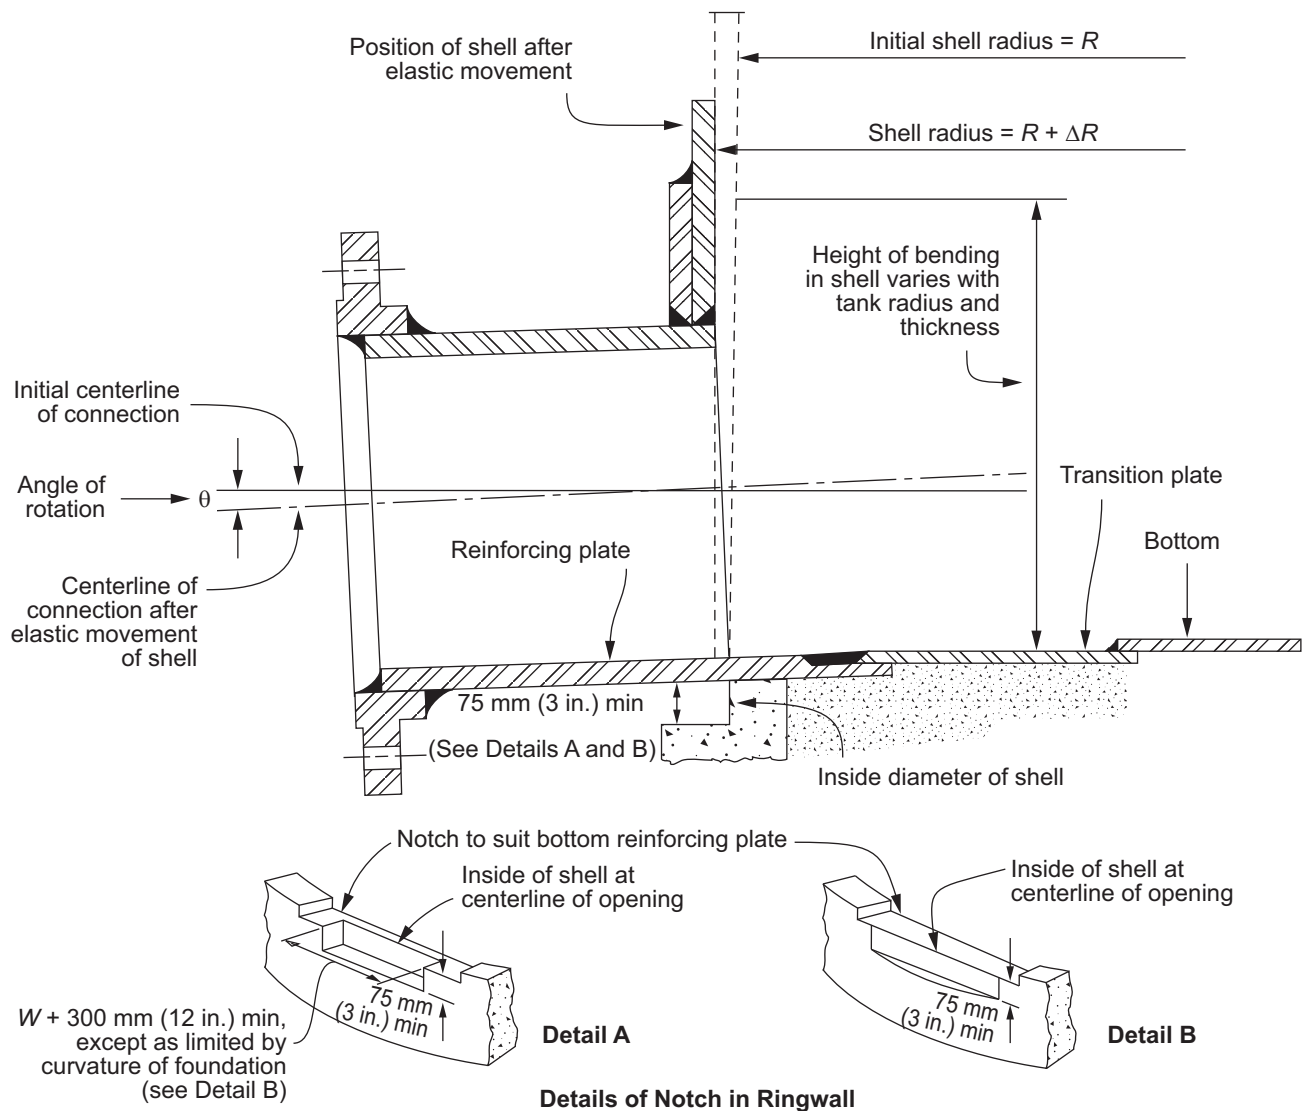 Position of shell after
elastic movement
Initial shell radius = R
Shell radius = R + ΔR
Height of bending
in shell varies with
tank radius and
thickness
Initial centerline
of connection
Angle of
rotation
θ
Centerline of
connection after
elastic movement
of shell
Reinforcing plate
Transition plate
Bottom
75 mm (3 in.) min
(See Details A and B)
Inside diameter of shell
Notch to suit bottom reinforcing plate
Inside of shell at
centerline of opening
75 mm
(3 in.) min
W + 300 mm (12 in.) min,
except as limited by
curvature of foundation
(see Detail B)
Detail A
Inside of shell at
centerline of opening
75 mm
(3 in.) min
Detail B
Details of Notch in Ringwall